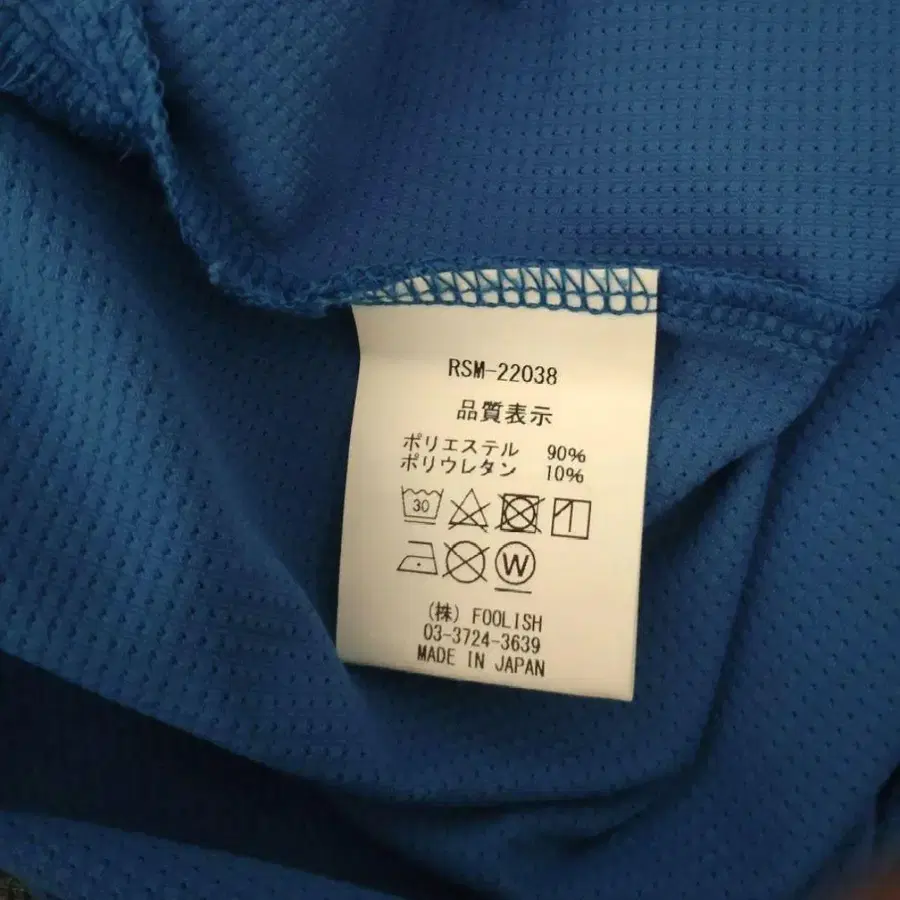 RSM-22038
品質表示
ポリエステル 90%
ポリウレタン 10%
30
W
(株) FOOLISH
03-3724-3639
MADE IN JAPAN